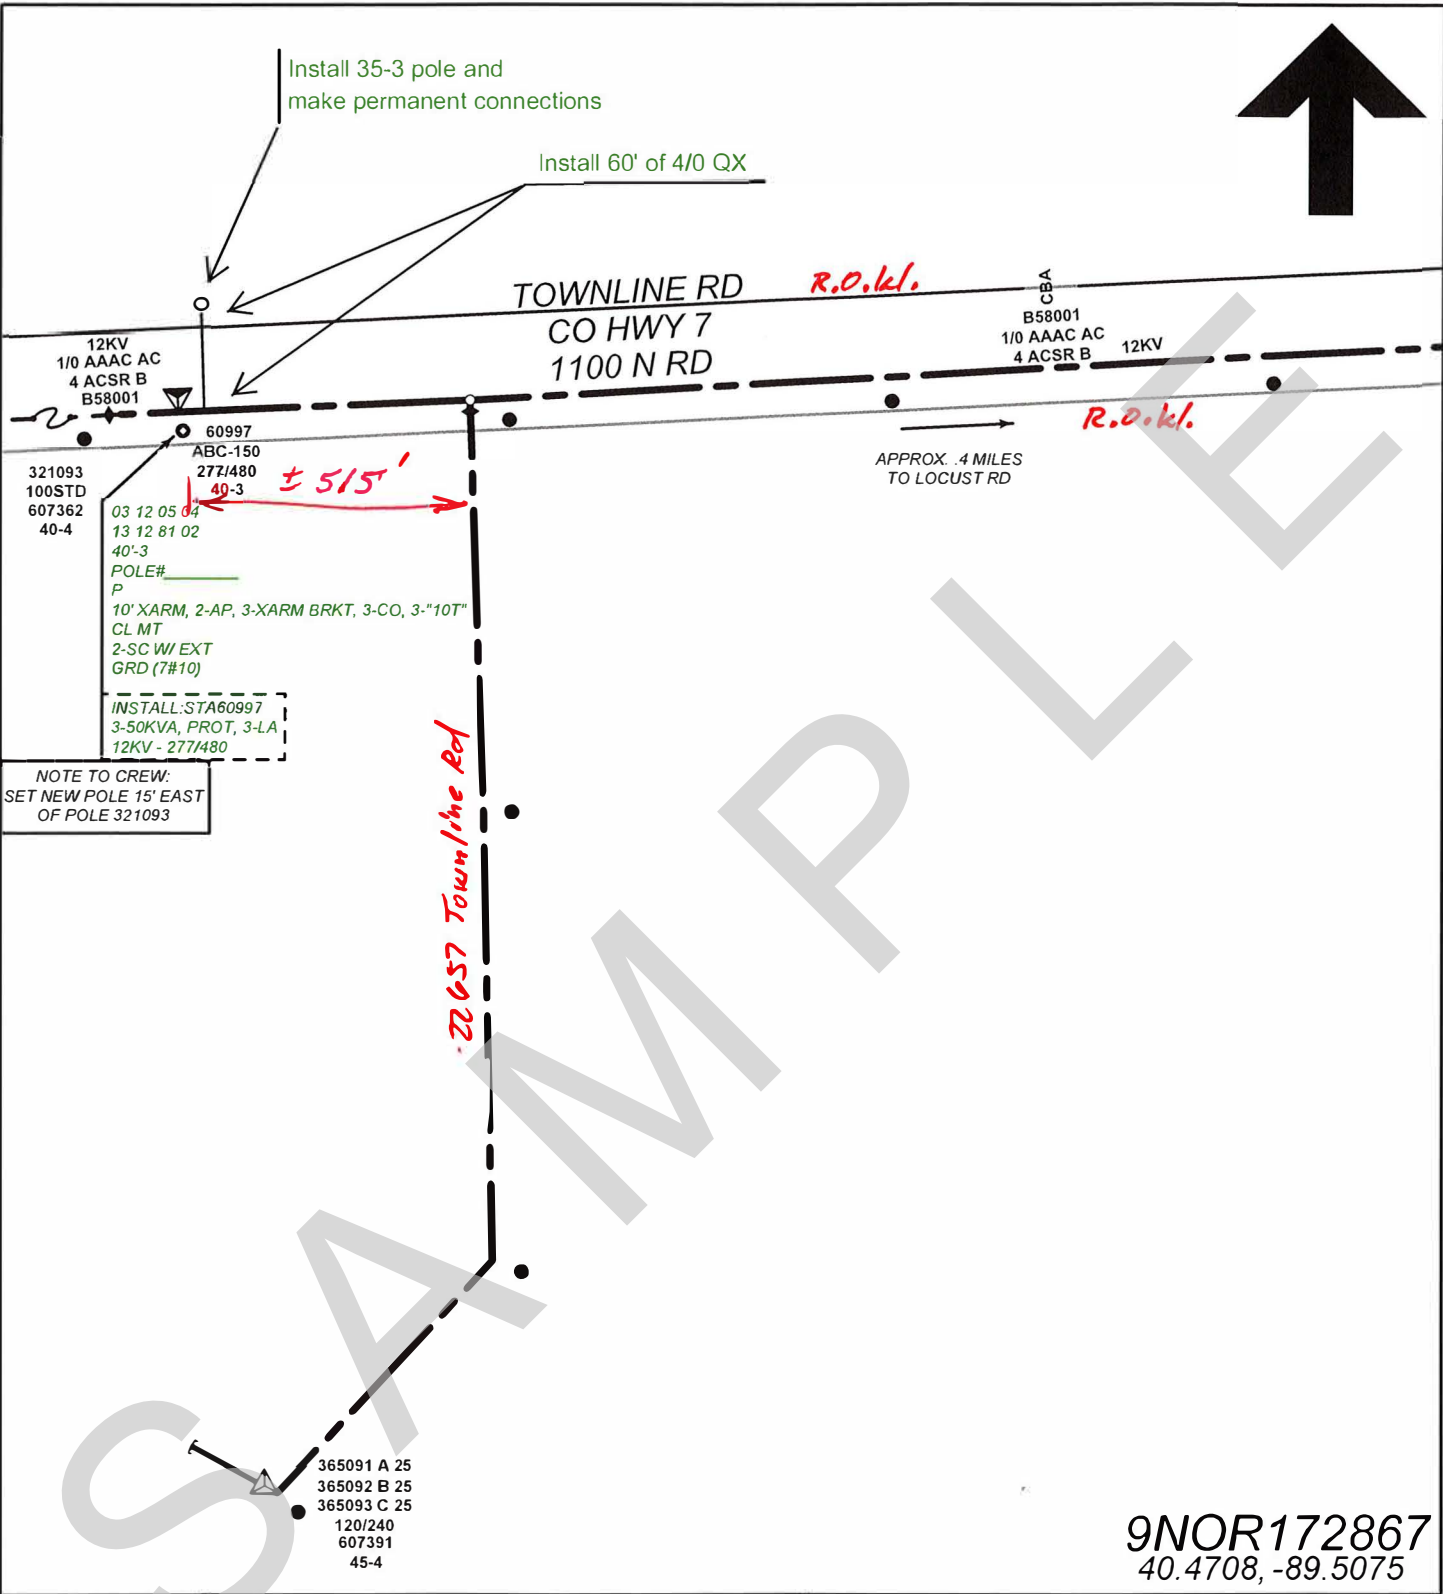 Install 35-3 pole and
make permanent connections
Install 60' of 4/0 QX
TOWNLINE RD
CO HWY 7
1100 N RD
R.O.W.
CBA
B58001
1/0 AAAC AC
4 ACSR B
12KV
12KV
1/0 AAAC AC
4 ACSR B
B58001
R.O.W.
60997
ABC-150
277/480
40-3
± 515'
APPROX. .4 MILES
TO LOCUST RD
321093
100STD
607362
40-4
03 12 05 04
13 12 81 02
40'-3
POLE#
P
10' XARM, 2-AP, 3-XARM BRKT, 3-CO, 3-"10T"
CL MT
2-SC W/ EXT
GRD (7#10)
INSTALL:STA60997
3-50KVA, PROT, 3-LA
12KV - 277/480
NOTE TO CREW:
SET NEW POLE 15' EAST
OF POLE 321093
22657 Townline Rd
365091 A 25
365092 B 25
365093 C 25
120/240
607391
45-4
9NOR172867
40.4708,-89.5075
SAMPLE